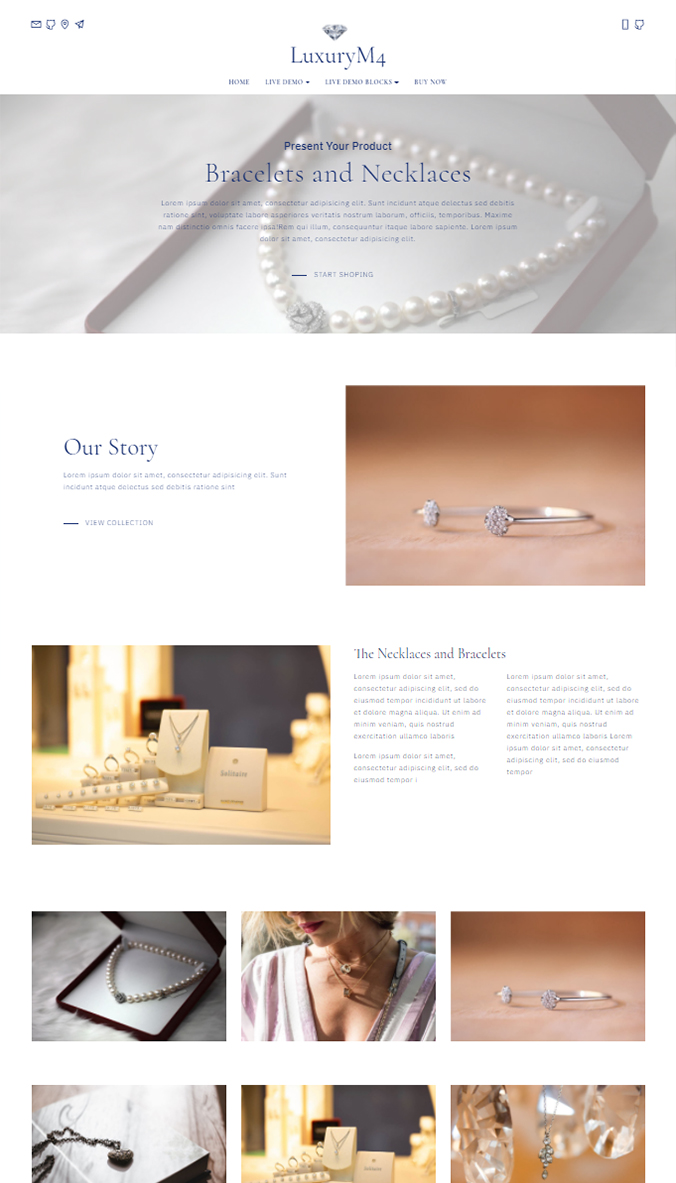 LuxuryM4
HOME LIVE DEMO LIVE DEMO BLOCKS BUY NOW
Present Your Product
Bracelets and Necklaces
Lorem ipsum dolor sit amet, consectetur adipisicing elit. Sunt incidunt atque delectus sed debitis
ratione sint, voluptate labore asperiores veritatis nostrum laborum, officiis, temporibus. Maxime
nam distinctio omnis facere ipsa!Rem qui illum, consequuntur itaque labore sapiente. Lorem ipsum
dolor sit amet, consectetur adipisicing elit.
START SHOPING
Our Story
Lorem ipsum dolor sit amet, consectetur adipisicing elit. Sunt
incidunt atque delectus sed debitis ratione sint
VIEW COLLECTION
Solitaire
The Necklaces and Bracelets
Lorem ipsum dolor sit amet,
consectetur adipiscing elit, sed do
eiusmod tempor incididunt ut labore
et dolore magna aliqua. Ut enim ad
minim veniam, quis nostrud
exercitation ullamco laboris
Lorem ipsum dolor sit amet,
consectetur adipiscing elit, sed do
eiusmod tempor i
Lorem ipsum dolor sit amet,
consectetur adipiscing elit, sed do
eiusmod tempor incididunt ut labore
et dolore magna aliqua. Ut enim ad
minim veniam, quis nostrud
exercitation ullamco laboris Lorem
ipsum dolor sit amet, consectetur
adipiscing elit, sed do eiusmod
tempor
Solitaire